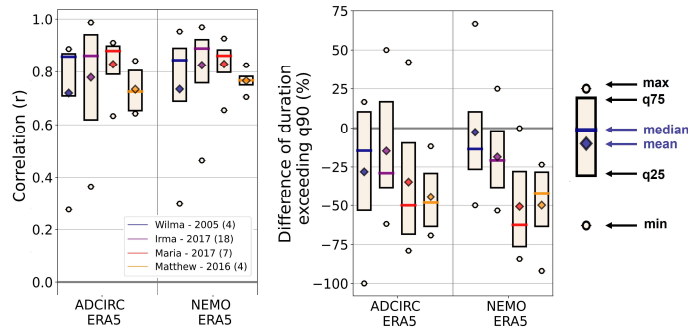 Correlation (r)
1.0
0.8
0.6
0.4
0.2
0.0
Wilma - 2005 (4)
Irma - 2017 (18)
Maria - 2017 (7)
Matthew - 2016 (4)
ADCIRC
ERA5
NEMO
ERA5
Difference of duration
exceeding q90 (%)
75
50
25
0
−25
−50
−75
−100
ADCIRC
ERA5
NEMO
ERA5
max
q75
median
mean
q25
min